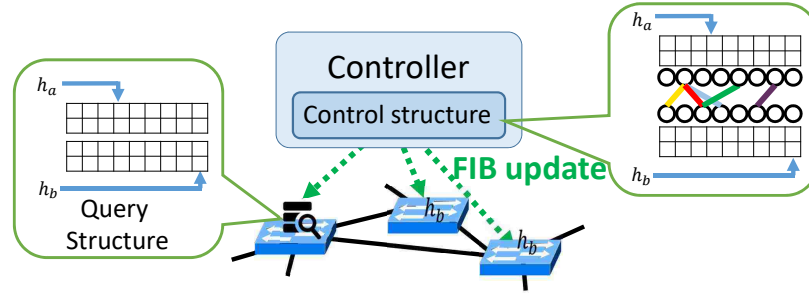 h_a
h_b
Query
Structure
Controller
Control structure
FIB update
h_b
h_b
h_a
h_b